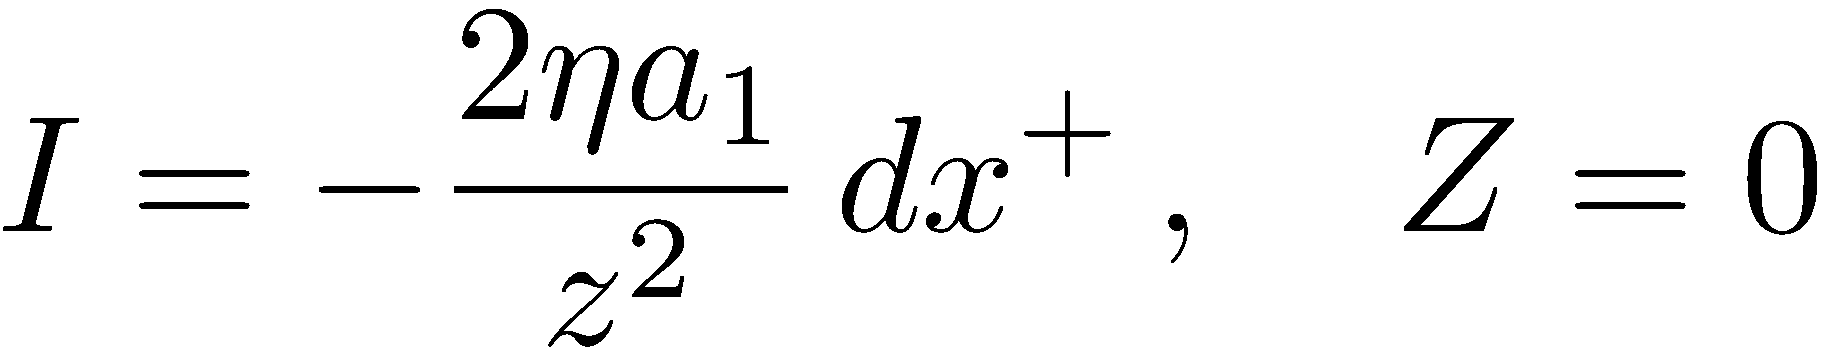 I = -\frac{2\eta a_1}{z^2} \, dx^+ \, , \quad Z = 0